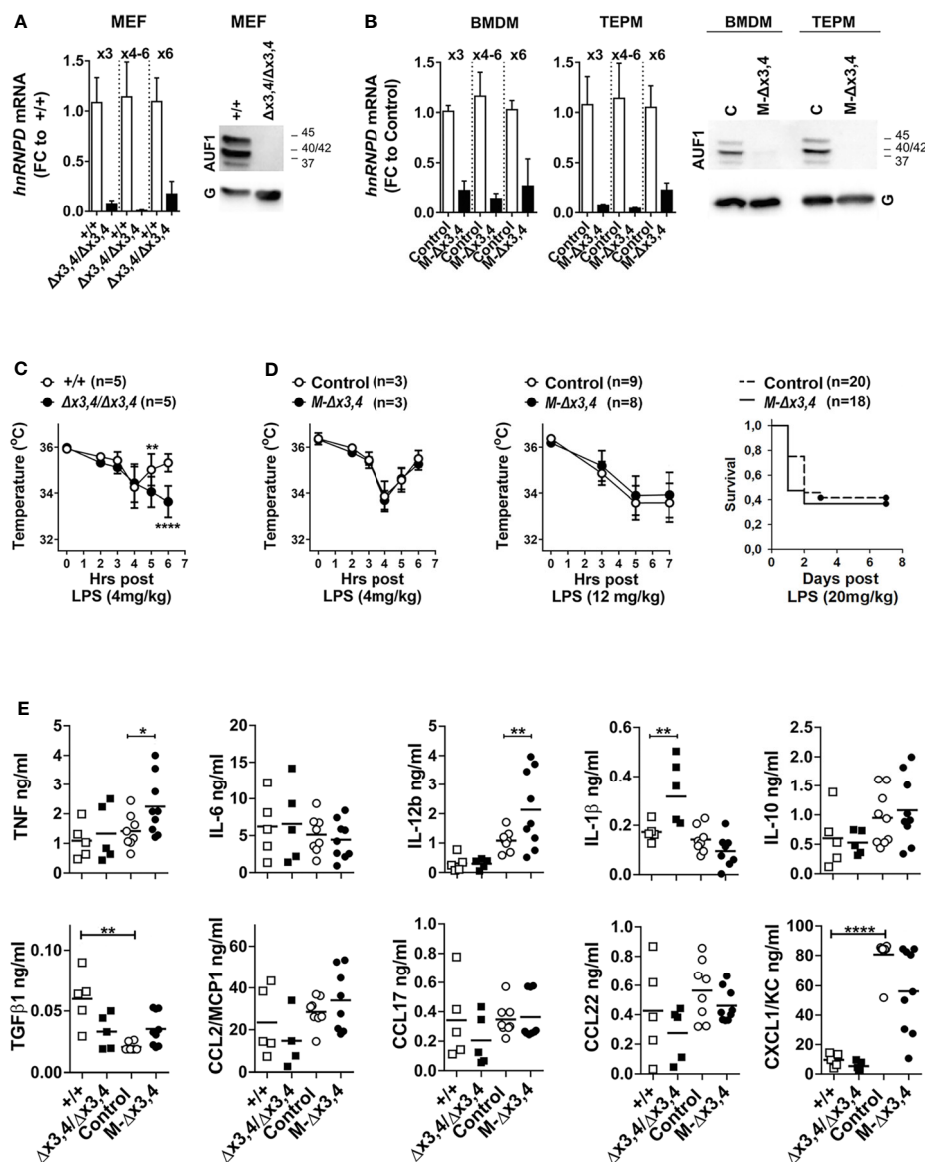 A
MEF
x3 x4-6 x6
hnRNPD mRNA
(FC to +/+)
1.5
1.0
0.5
0.0
+/+
Δx3,4/Δx3,4
+/+
Δx3,4/Δx3,4
+/+
Δx3,4/Δx3,4
MEF
+/+
Δx3,4/Δx3,4
AUF1
45
40/42
37
G
B
BMDM
x3 x4-6 x6
hnRNPD mRNA
(FC to Control)
1.5
1.0
0.5
0.0
Control
M-Δx3,4
Control
M-Δx3,4
Control
M-Δx3,4
TEPM
x3 x4-6 x6
1.5
1.0
0.5
0.0
Control
M-Δx3,4
Control
M-Δx3,4
Control
M-Δx3,4
BMDM TEPM
C
M-Δx3,4
C
M-Δx3,4
AUF1
45
40/42
37
G
C
+/+ (n=5)
Δx3,4/Δx3,4 (n=5)
Temperature (°C)
36
34
32
**
****
0 1 2 3 4 5 6 7
Hrs post
LPS (4mg/kg)
D
Control (n=3)
M-Δx3,4 (n=3)
Temperature (°C)
36
34
32
0 1 2 3 4 5 6 7
Hrs post
LPS (4mg/kg)
Control (n=9)
M-Δx3,4 (n=8)
Temperature (°C)
36
34
32
0 1 2 3 4 5 6 7
Hrs post
LPS (12 mg/kg)
Control (n=20)
M-Δx3,4 (n=18)
Survival
0,8
0,4
0,0
0 2 4 6 8
Days post
LPS (20mg/kg)
E
TNF ng/ml
5
4
3
2
1
0
*
IL-6 ng/ml
20
15
10
5
0
IL-12b ng/ml
5
4
3
2
1
0
**
IL-1β ng/ml
0.6
0.4
0.2
0.0
**
IL-10 ng/ml
2.5
2.0
1.5
1.0
0.5
0.0
TGFβ1 ng/ml
0.10
0.05
0.00
**
+/+
Δx3,4/Δx3,4
Control
M-Δx3,4
CCL2/MCP1 ng/ml
60
40
20
0
+/+
Δx3,4/Δx3,4
Control
M-Δx3,4
CCL17 ng/ml
1.0
0.8
0.6
0.4
0.2
0.0
+/+
Δx3,4/Δx3,4
Control
M-Δx3,4
CCL22 ng/ml
1.0
0.8
0.6
0.4
0.2
0.0
+/+
Δx3,4/Δx3,4
Control
M-Δx3,4
CXCL1/KC ng/ml
100
80
60
40
20
0
****
+/+
Δx3,4/Δx3,4
Control
M-Δx3,4